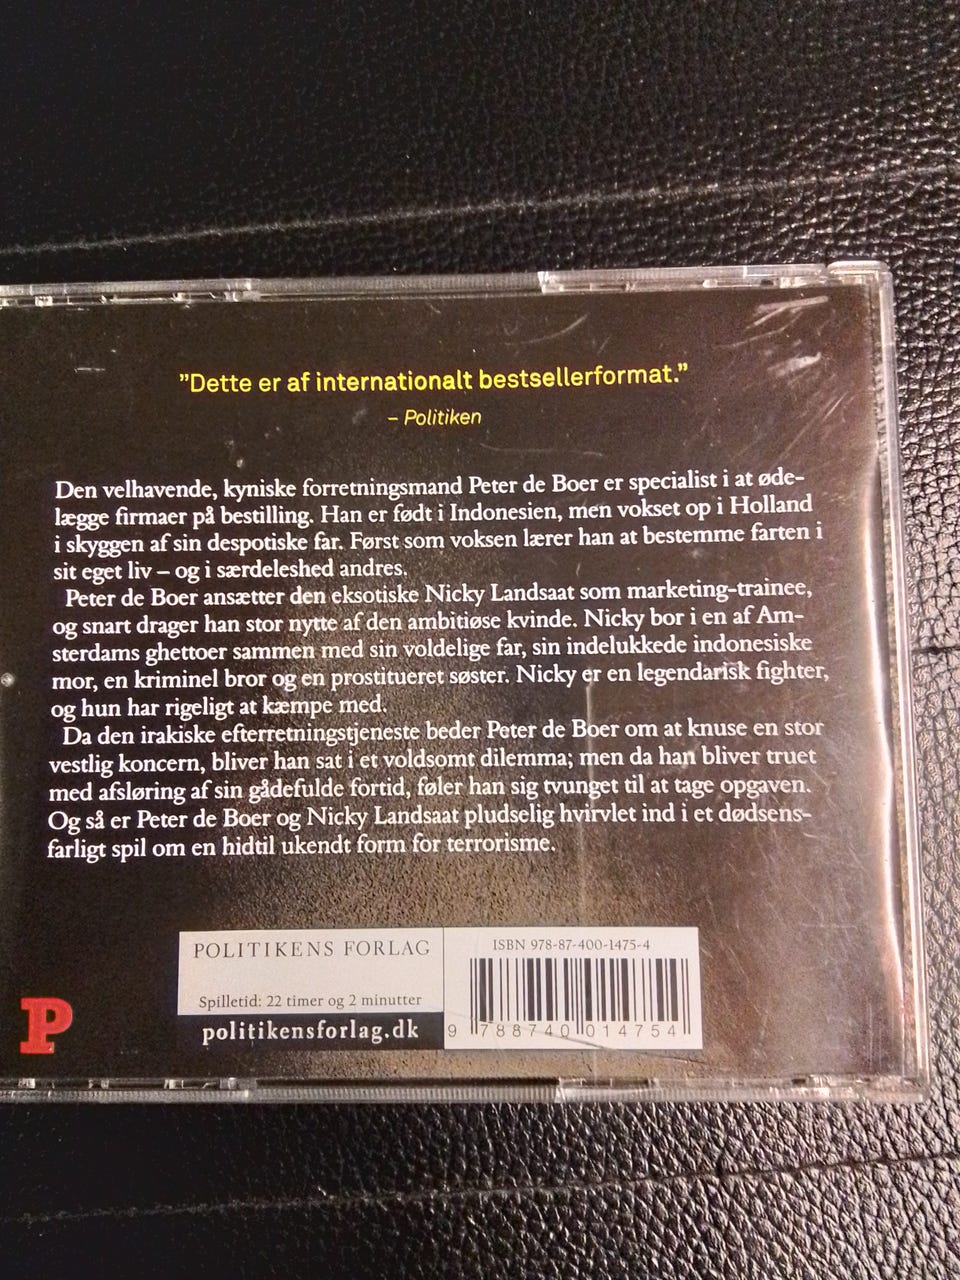 ”Dette er af internationalt bestsellerformat.”
– Politiken
Den velhavende, kyniske forretningsmand Peter de Boer er specialist i at øde-
lægge firmaer på bestilling. Han er født i Indonesien, men vokset op i Holland
i skyggen af sin despotiske far. Først som voksen lærer han at bestemme farten i
sit eget liv – og i særdeleshed andres.
Peter de Boer ansætter den eksotiske Nicky Landsaat som marketing-trainee,
og snart drager han stor nytte af den ambitiøse kvinde. Nicky bor i en af Am-
sterdams ghettoer sammen med sin voldelige far, sin indelukkede indonesiske
mor, en kriminel bror og en prostitueret søster. Nicky er en legendarisk fighter,
og hun har rigeligt at kæmpe med.
Da den irakiske efterretningstjeneste beder Peter de Boer om at knuse en stor
vestlig koncern, bliver han sat i et voldsomt dilemma; men da han bliver truet
med afsløring af sin gådefulde fortid, føler han sig tvunget til at tage opgaven.
Og så er Peter de Boer og Nicky Landsaat pludselig hvirvlet ind i et dødsens-
farligt spil om en hidtil ukendt form for terrorisme.
POLITIKENS FORLAG
Spilletid: 22 timer og 2 minutter
politikensforlag.dk
ISBN 978-87-400-1475-4
9 788740 014754
P